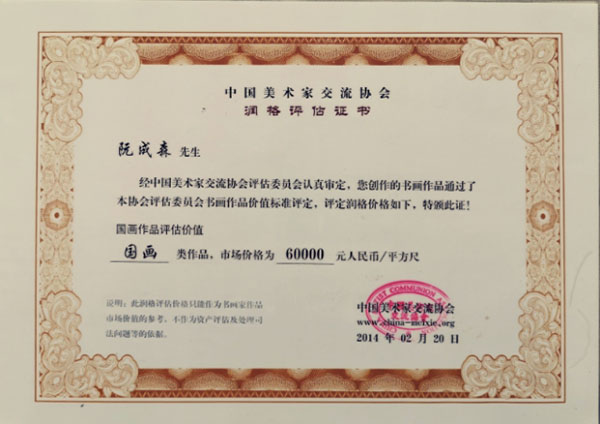 中国美术家交流协会
润格评估证书
阮成森 先生
经中国美术家交流协会评估委员会认真审定，您创作的书画作品通过了
本协会评估委员会书画作品价值标准评定，评定润格价格如下，特颁此证！
国画作品评估价值
国画 类作品，市场价格为 60000 元人民币/平方尺
说明：此润格评估价格只能作为书画家作品
市场价值的参考，不作为资产评估及处理司
法问题等的依据。
中国美术家交流协会
www.china-mejxie.org
2014 年 02 月 20 日